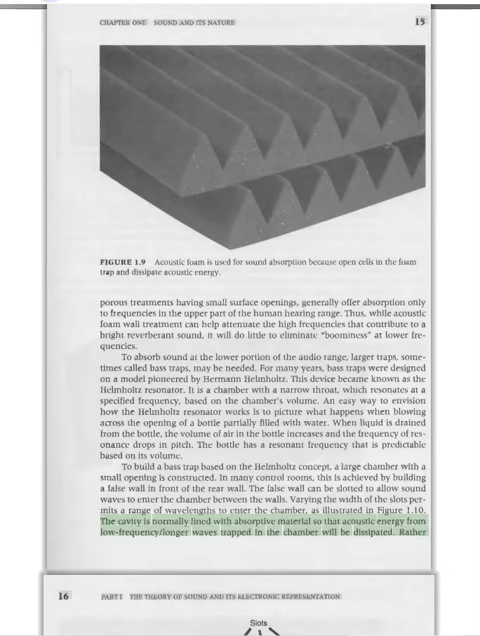 CHAPTER ONE SOUND AND ITS NATURE 15
FIGURE 1.9 Acoustic foam is used for sound absorption because open cells in the foam
trap and dissipate acoustic energy.
porous treatments having small surface openings, generally offer absorption only
to frequencies in the upper part of the human hearing range. Thus, while acoustic
foam wall treatment can help attenuate the high frequencies that contribute to a
bright reverberant sound, it will do little to eliminate "boominess" at lower fre-
quencies.
To absorb sound at the lower portion of the audio range, larger traps, some-
times called bass traps, may be needed. For many years, bass traps were designed
on a model pioneered by Hermann Helmholtz. This device became known as the
Helmholtz resonator. It is a chamber with a narrow throat, which resonates at a
specified frequency, based on the chamber's volume. An easy way to envision
how the Helmholtz resonator works is to picture what happens when blowing
across the opening of a bottle partially filled with water. When liquid is drained
from the bottle, the volume of air in the bottle increases and the frequency of res-
onance drops in pitch. The bottle has a resonant frequency that is predictable
based on its volume.
To build a bass trap based on the Helmholtz concept, a large chamber with a
small opening is constructed. In many control rooms, this is achieved by building
a false wall in front of the rear wall. The false wall can be slotted to allow sound
waves to enter the chamber between the walls. Varying the width of the slots per-
mits a range of wavelengths to enter the chamber, as illustrated in Figure 1.10.
The cavity is normally lined with absorptive material so that acoustic energy from
low-frequency/longer waves trapped in the chamber will be dissipated. Rather
16 PART I THE THEORY OF SOUND AND ITS ELECTRONIC REPRESENTATION
Slots